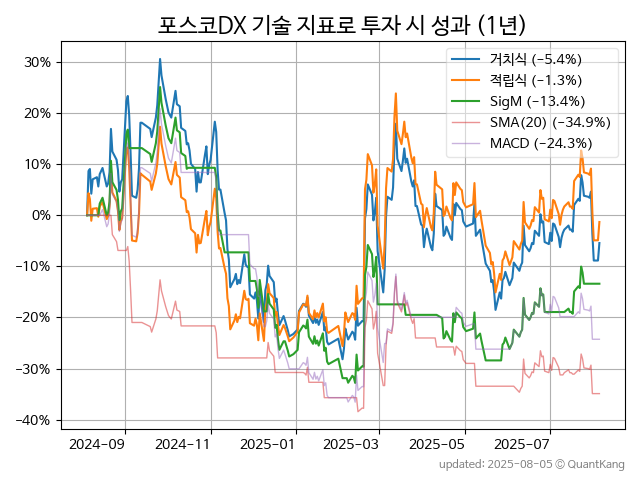 포스코DX 기술 지표로 투자 시 성과 (1년)
거치식 (−5.4%)
적립식 (−1.3%)
SigM (−13.4%)
SMA(20) (−34.9%)
MACD (−24.3%)
30%
20%
10%
0%
−10%
−20%
−30%
−40%
2024-09 2024-11 2025-01 2025-03 2025-05 2025-07
updated: 2025-08-05 © QuantKang